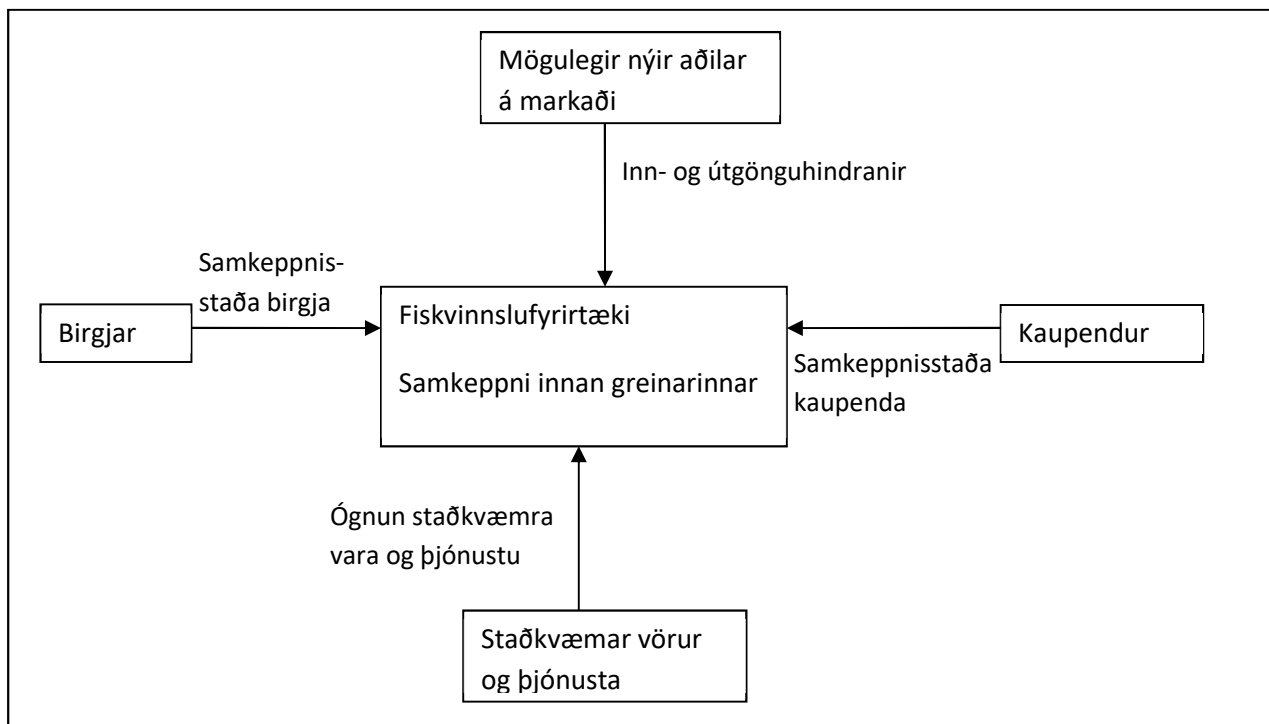 Mögulegir nýir aðilar
á markaði
Inn- og útgönguhindranir
Samkeppnis-
staða birgja
Birgjar
Fiskvinnslufyrirtæki
Samkeppni innan greinarinnar
Kaupendur
Samkeppnisstaða
kaupenda
Ógnun staðkvæmra
vara og þjónustu
Staðkvæmar vörur
og þjónusta